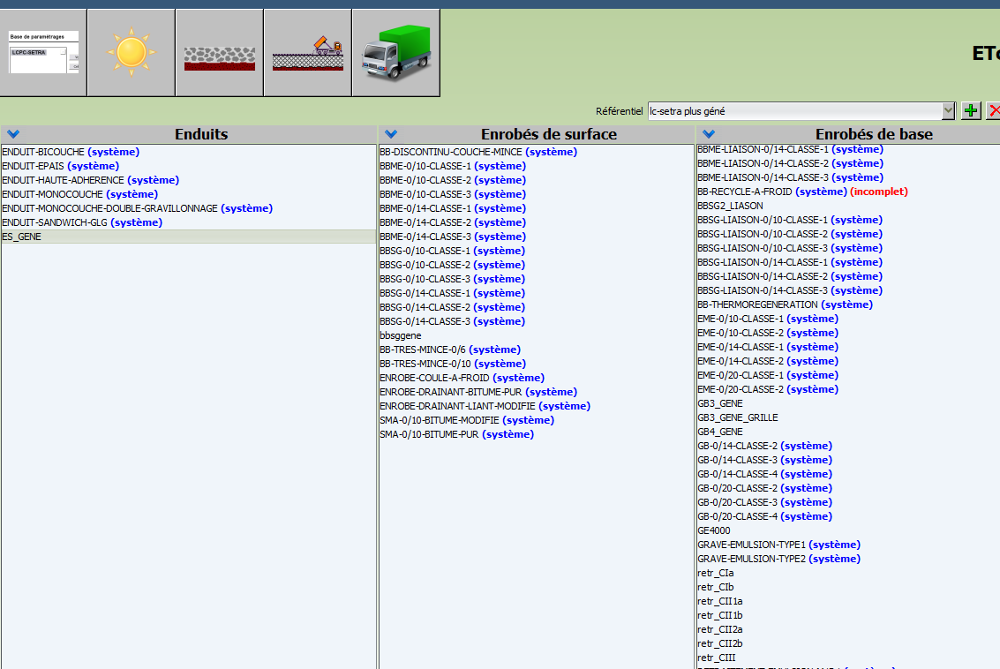 Base de paramétrages
LCPC-SETRA
ETo
Référentiel lc-setra plus géné
Enduits
ENDUIT-BICOUCHE (système)
ENDUIT-EPAIS (système)
ENDUIT-HAUTE-ADHERENCE (système)
ENDUIT-MONOCOUCHE (système)
ENDUIT-MONOCOUCHE-DOUBLE-GRAVILLONNAGE (système)
ENDUIT-SANDWICH-GLG (système)
ES_GENE
Enrobés de surface
BB-DISCONTINU-COUCHE-MINCE (système)
BBME-0/10-CLASSE-1 (système)
BBME-0/10-CLASSE-2 (système)
BBME-0/10-CLASSE-3 (système)
BBME-0/14-CLASSE-1 (système)
BBME-0/14-CLASSE-2 (système)
BBME-0/14-CLASSE-3 (système)
BBSG-0/10-CLASSE-1 (système)
BBSG-0/10-CLASSE-2 (système)
BBSG-0/10-CLASSE-3 (système)
BBSG-0/14-CLASSE-1 (système)
BBSG-0/14-CLASSE-2 (système)
BBSG-0/14-CLASSE-3 (système)
bbsggene
BB-TRES-MINCE-0/6 (système)
BB-TRES-MINCE-0/10 (système)
ENROBE-COULE-A-FROID (système)
ENROBE-DRAINANT-BITUME-PUR (système)
ENROBE-DRAINANT-LIANT-MODIFIE (système)
SMA-0/10-BITUME-MODIFIE (système)
SMA-0/10-BITUME-PUR (système)
Enrobés de base
BBME-LIAISON-0/14-CLASSE-1 (système)
BBME-LIAISON-0/14-CLASSE-2 (système)
BBME-LIAISON-0/14-CLASSE-3 (système)
BB-RECYCLE-A-FROID (système) (incomplet)
BBSG2_LIASON
BBSG-LIAISON-0/10-CLASSE-1 (système)
BBSG-LIAISON-0/10-CLASSE-2 (système)
BBSG-LIAISON-0/10-CLASSE-3 (système)
BBSG-LIAISON-0/14-CLASSE-1 (système)
BBSG-LIAISON-0/14-CLASSE-2 (système)
BBSG-LIAISON-0/14-CLASSE-3 (système)
BB-THERMOREGENERATION (système)
EME-0/10-CLASSE-1 (système)
EME-0/10-CLASSE-2 (système)
EME-0/14-CLASSE-1 (système)
EME-0/14-CLASSE-2 (système)
EME-0/20-CLASSE-1 (système)
EME-0/20-CLASSE-2 (système)
GB3_GENE
GB3_GENE_GRILLE
GB4_GENE
GB-0/14-CLASSE-2 (système)
GB-0/14-CLASSE-3 (système)
GB-0/14-CLASSE-4 (système)
GB-0/20-CLASSE-2 (système)
GB-0/20-CLASSE-3 (système)
GB-0/20-CLASSE-4 (système)
GE4000
GRAVE-EMULSION-TYPE1 (système)
GRAVE-EMULSION-TYPE2 (système)
retr_CIa
retr_CIb
retr_CII1a
retr_CII1b
retr_CII2a
retr_CII2b
retr_CIII